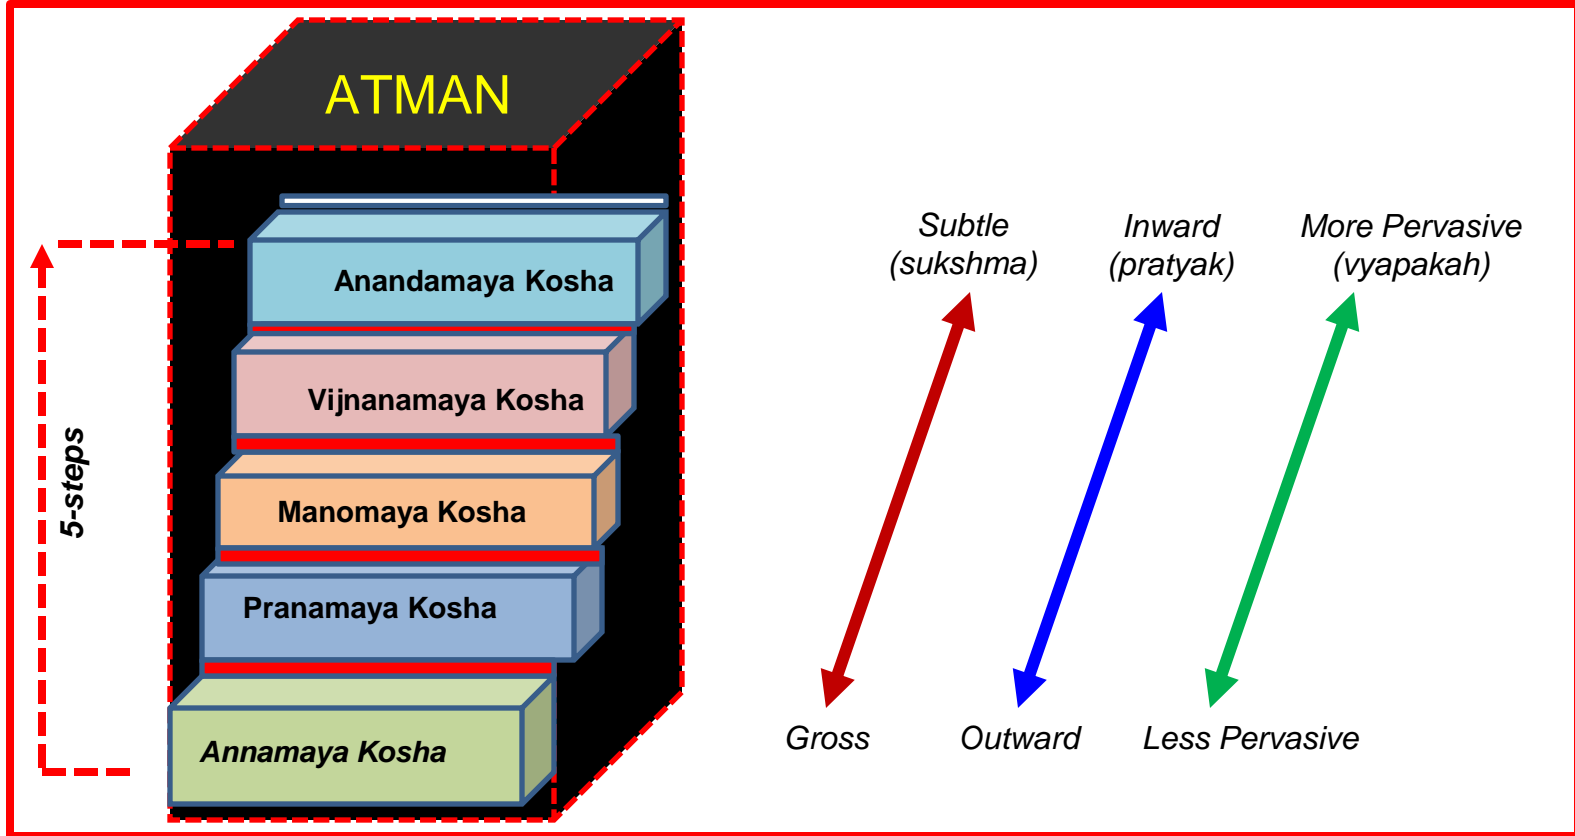 ATMAN
Anandamaya Kosha
Vijnanamaya Kosha
Manomaya Kosha
Pranamaya Kosha
Annamaya Kosha
5-steps
Subtle
(sukshma)
Inward
(pratyak)
More Pervasive
(vyapakah)
Gross
Outward
Less Pervasive